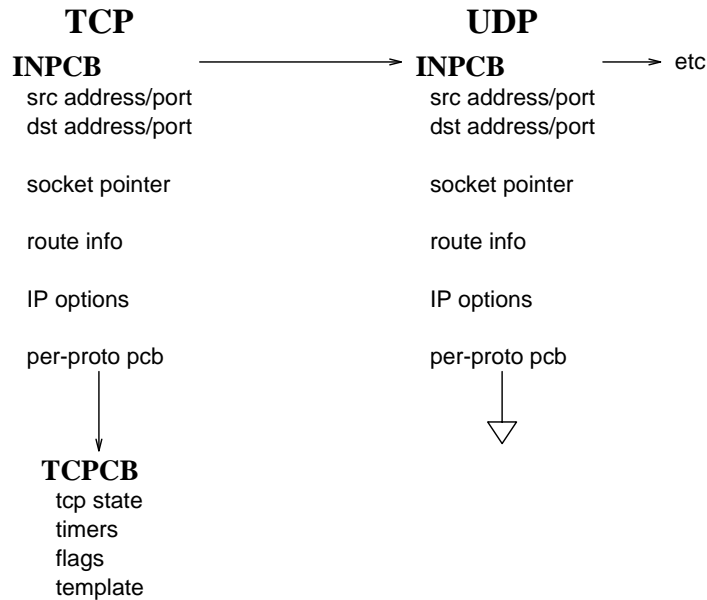 TCP
INPCB
src address/port
dst address/port
socket pointer
route info
IP options
per-proto pcb
TCPCB
tcp state
timers
flags
template
UDP
INPCB
src address/port
dst address/port
socket pointer
route info
IP options
per-proto pcb
etc